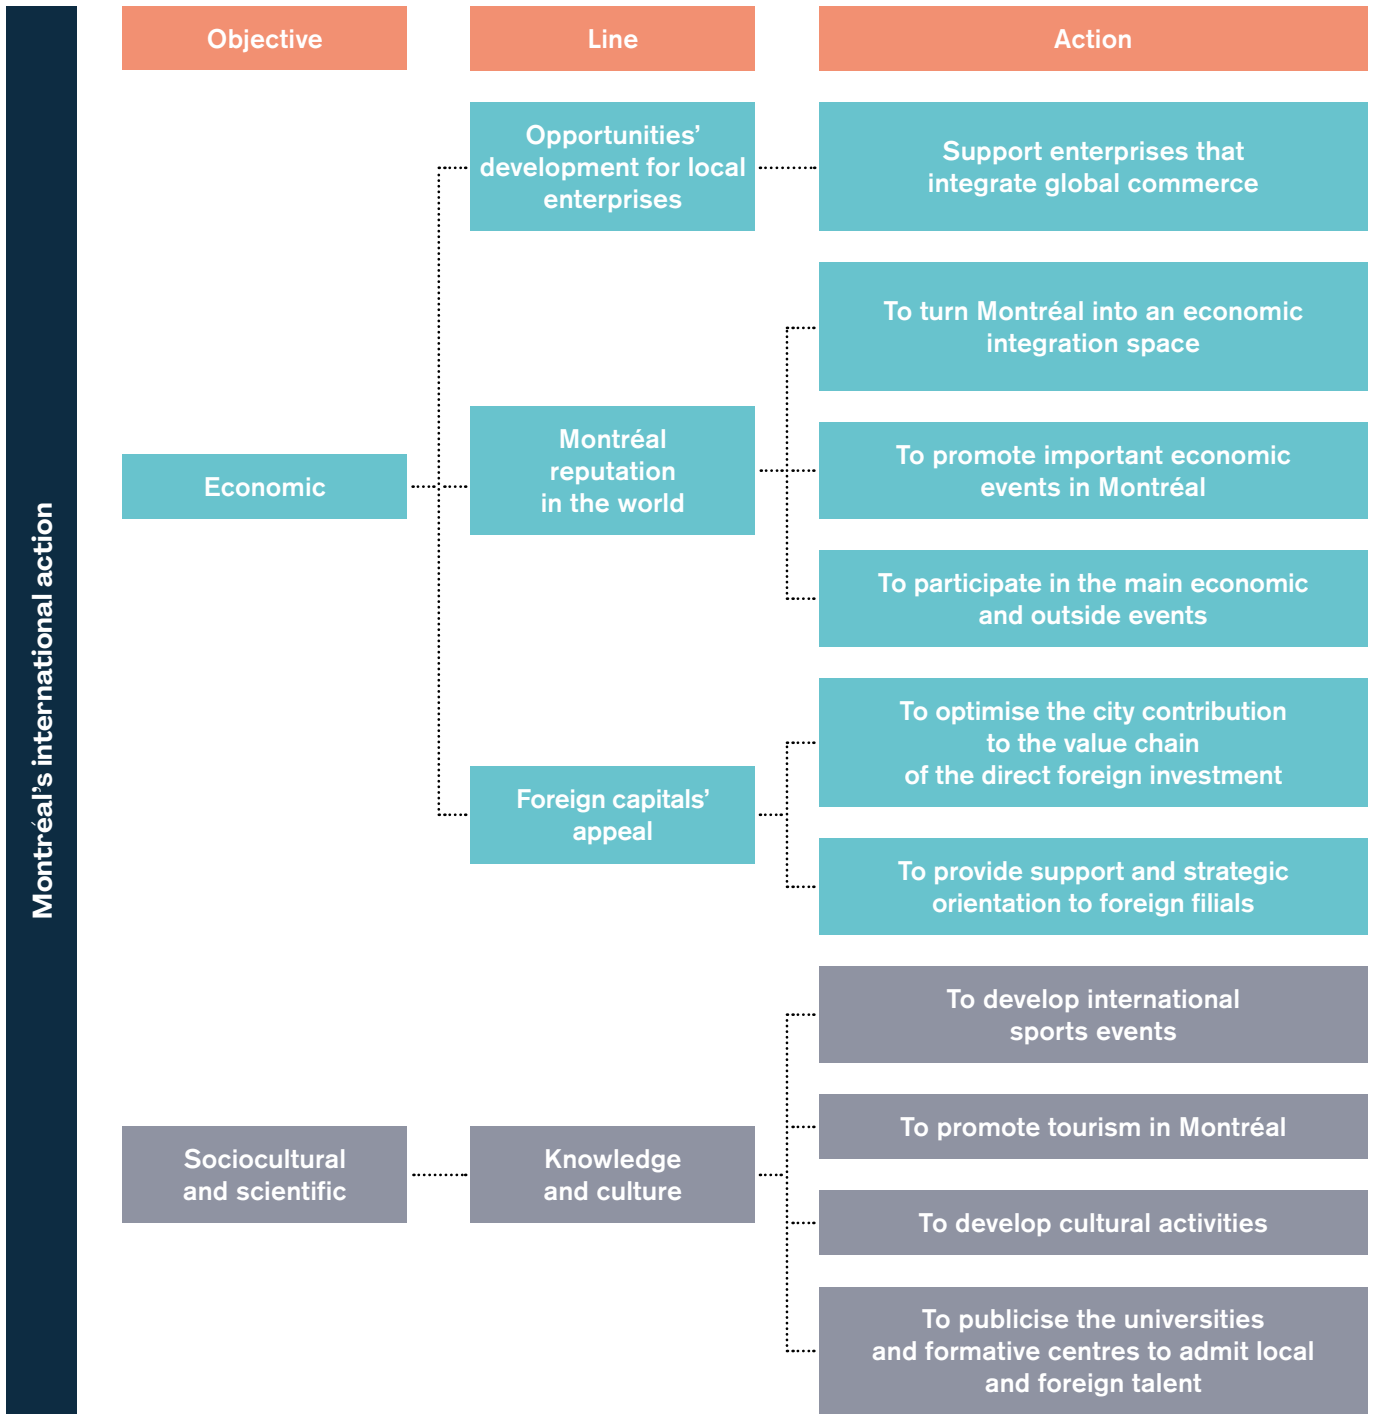 Montréal's international action
Objective
Line
Action
Economic
Opportunities'
development for local
enterprises
Support enterprises that
integrate global commerce
Montréal
reputation
in the world
To turn Montréal into an economic
integration space
To promote important economic
events in Montréal
To participate in the main economic
and outside events
Foreign capitals'
appeal
To optimise the city contribution
to the value chain
of the direct foreign investment
To provide support and strategic
orientation to foreign filials
Sociocultural
and scientific
Knowledge
and culture
To develop international
sports events
To promote tourism in Montréal
To develop cultural activities
To publicise the universities
and formative centres to admit local
and foreign talent